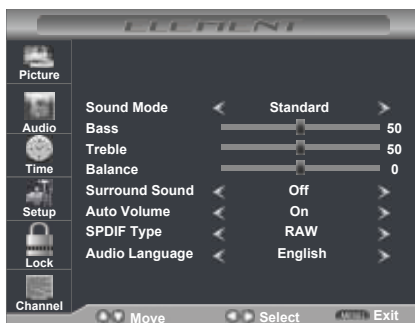 ELEMENT
Picture
Audio
Time
Setup
Lock
Channel
Sound Mode < Standard >
Bass 50
Treble 50
Balance 0
Surround Sound < Off >
Auto Volume < On >
SPDIF Type < RAW >
Audio Language < English >
Move Select MENU Exit